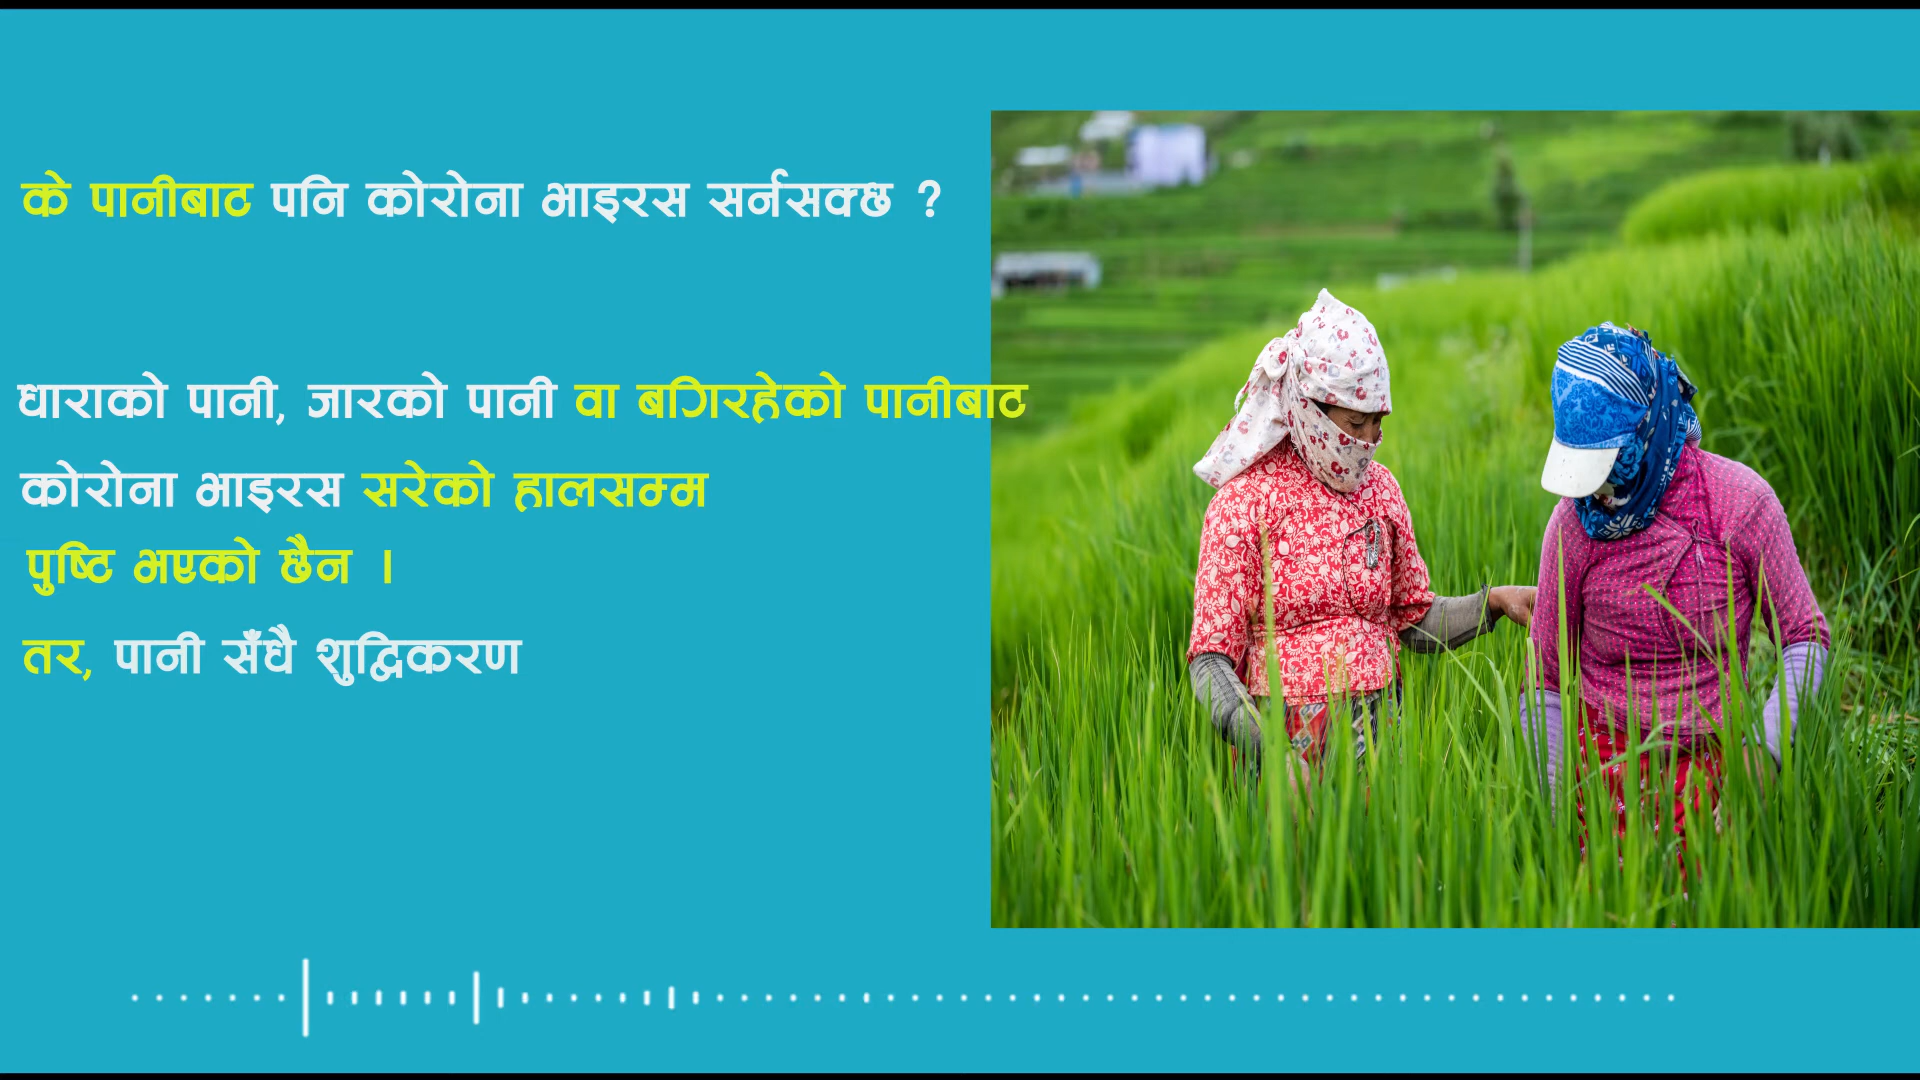 के पानीबाट पनि कोरोना भाइरस सर्नसक्छ ?
धाराको पानी, जारको पानी वा बगिरहेको पानीबाट
कोरोना भाइरस सरेको हालसम्म
पुष्टि भएको छैन ।
तर, पानी सँधै शुद्धिकरण